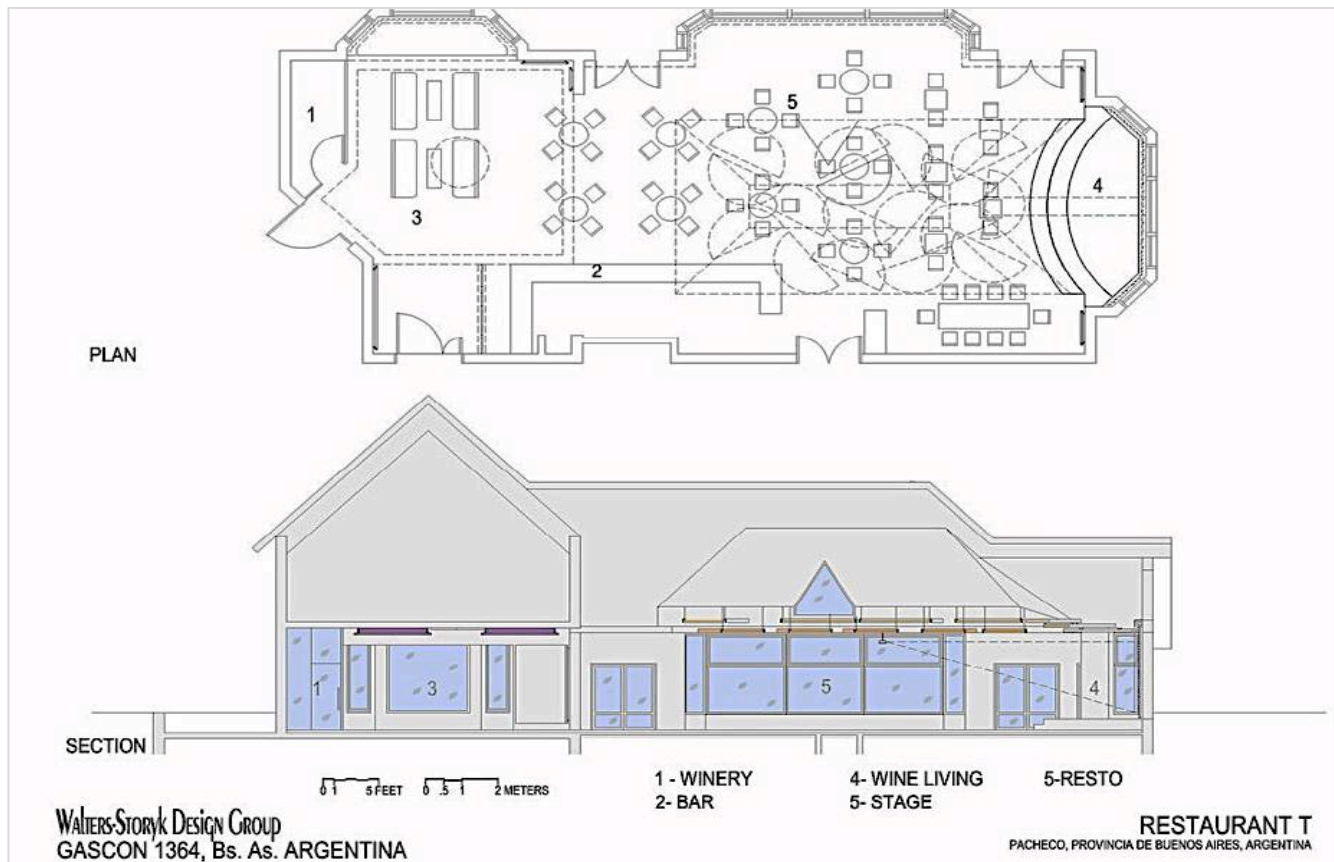 1
5
4
3
2
PLAN
1
3
5
4
SECTION
0 1 5 FEET 0 .5 1 2 METERS
1 - WINERY
2- BAR
4- WINE LIVING
5- STAGE
5-RESTO
WALTERS-STORYK DESIGN GROUP
GASCON 1364, Bs. As. ARGENTINA
RESTAURANT T
PACHECO, PROVINCIA DE BUENOS AIRES, ARGENTINA